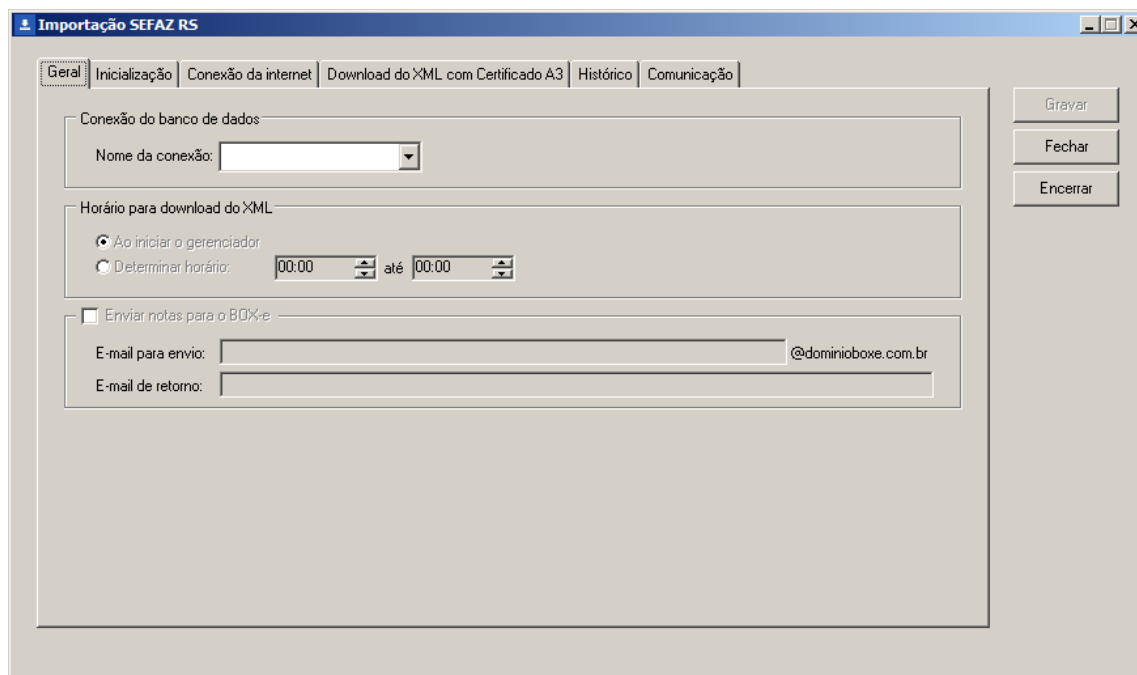 Importação SEFAZ RS
Geral Inicialização Conexão da internet Download do XML com Certificado A3 Histórico Comunicação
Gravar
Fechar
Encerrar
Conexão do banco de dados
Nome da conexão:
Horário para download do XML
Ao iniciar o gerenciador
Determinar horário: 00:00 até 00:00
Enviar notas para o BOX-e
E-mail para envio: @dominioboxe.com.br
E-mail de retorno: